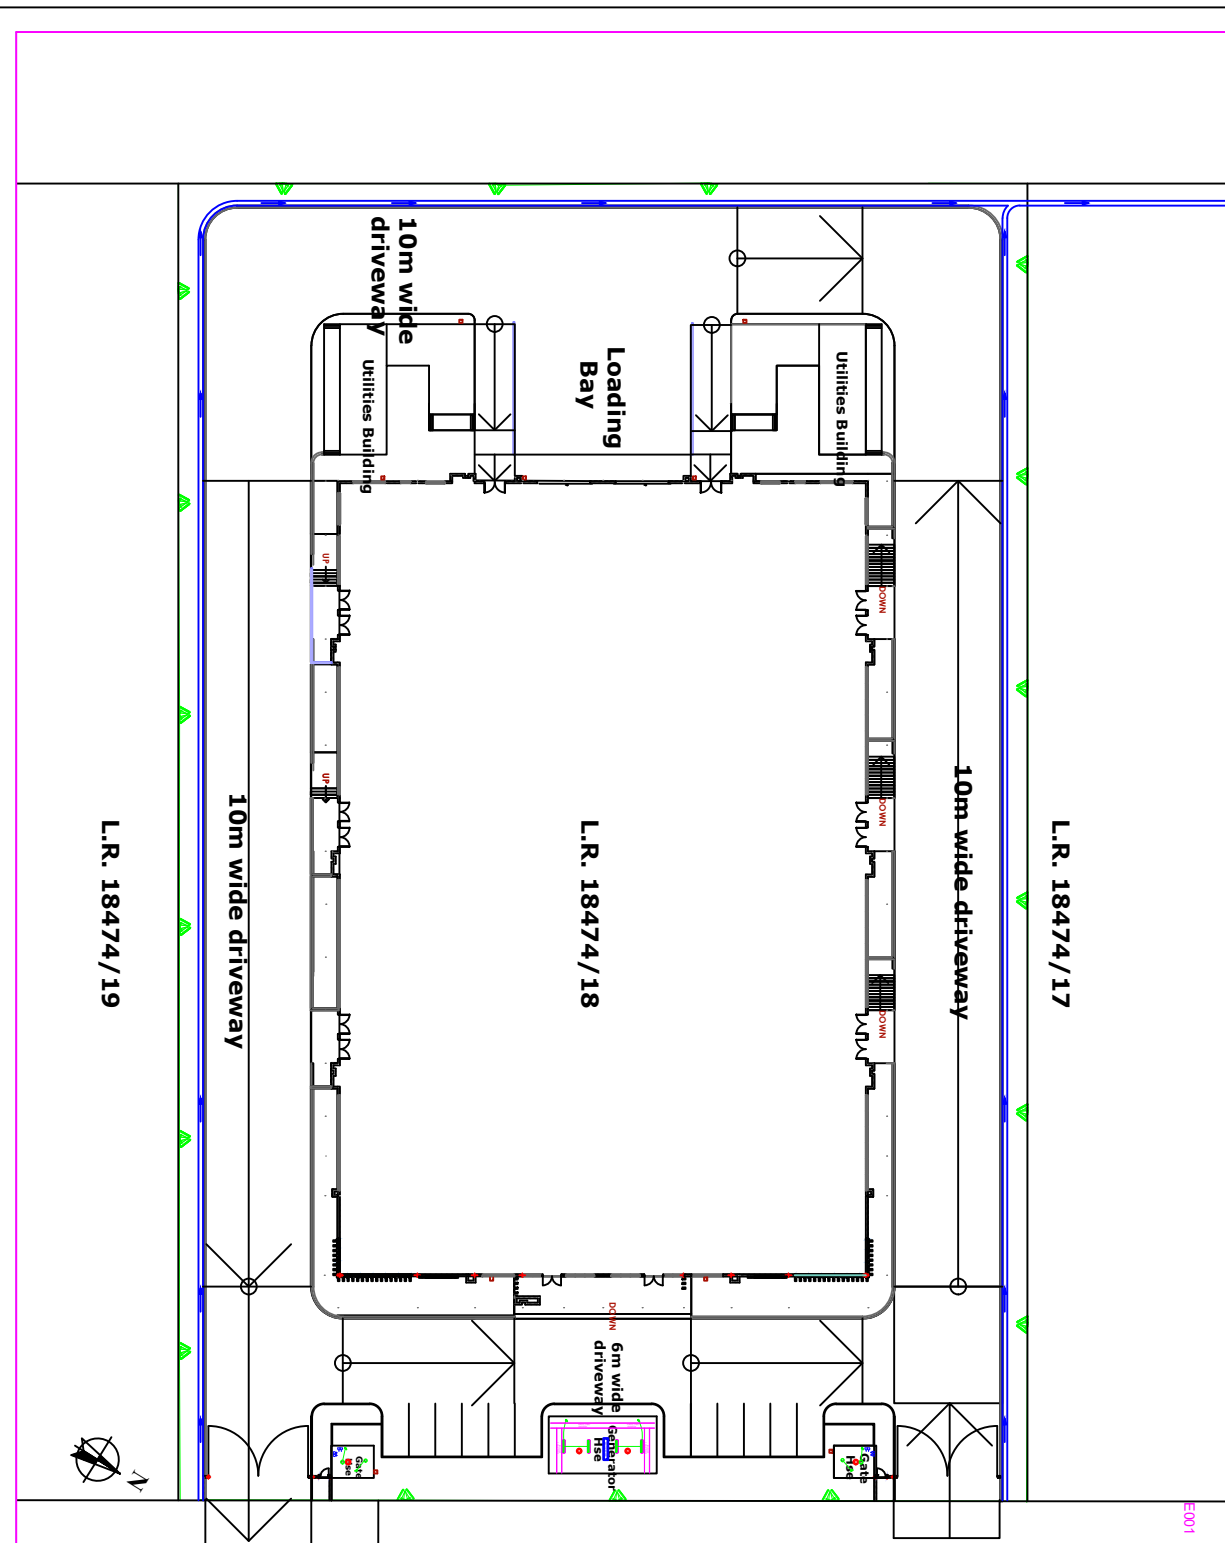 10m wide
driveway
Loading
Bay
Utilities Building
Utilities Building
UP
DOWN
UP
DOWN
10m wide driveway
10m wide driveway
L.R. 18474/19
L.R. 18474/18
L.R. 18474/17
DOWN
DOWN
6m wide
driveway
Generator
Hse
Gate
Hse
Gate
Hse
N
E001